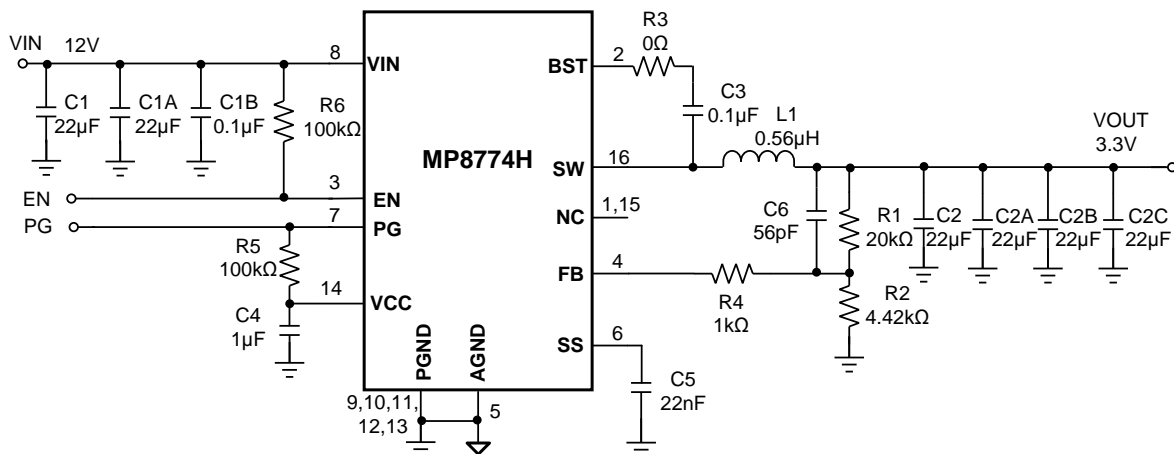 VIN 12V
8
VIN
C1
22µF
C1A
22µF
C1B
0.1µF
R6
100kΩ
EN
3
EN
PG
7
PG
R5
100kΩ
14
VCC
C4
1µF
MP8774H
PGND
AGND
9,10,11,
12,13
5
BST
2
R3
0Ω
C3
0.1µF
L1
0.56µH
SW
16
NC
1,15
C6
56pF
R1
20kΩ
FB
4
R4
1kΩ
R2
4.42kΩ
SS
6
C5
22nF
VOUT
3.3V
C2
22µF
C2A
22µF
C2B
22µF
C2C
22µF